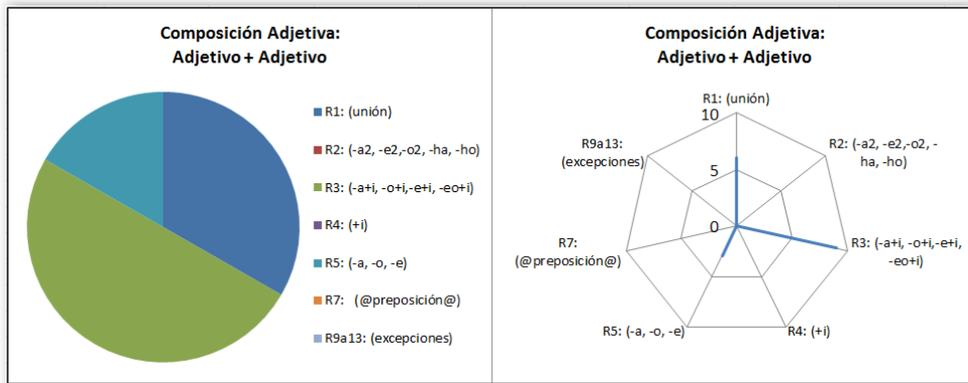 Composición Adjetiva:
Adjetivo + Adjetivo
R1: (unión)
R2: (-a2, -e2,-o2, -ha, -ho)
R3: (-a+i, -o+i,-e+i, -eo+i)
R4: (+i)
R5: (-a, -o, -e)
R7: (@preposición@)
R9a13: (excepciones)
Composición Adjetiva:
Adjetivo + Adjetivo
R1: (unión)
10
R9a13:
(excepciones)
R2: (-a2, -e2,-o2, -
ha, -ho)
5
0
R7:
(@preposición@)
R3: (-a+i, -o+i,-e+i,
-eo+i)
R5: (-a, -o, -e)
R4: (+i)